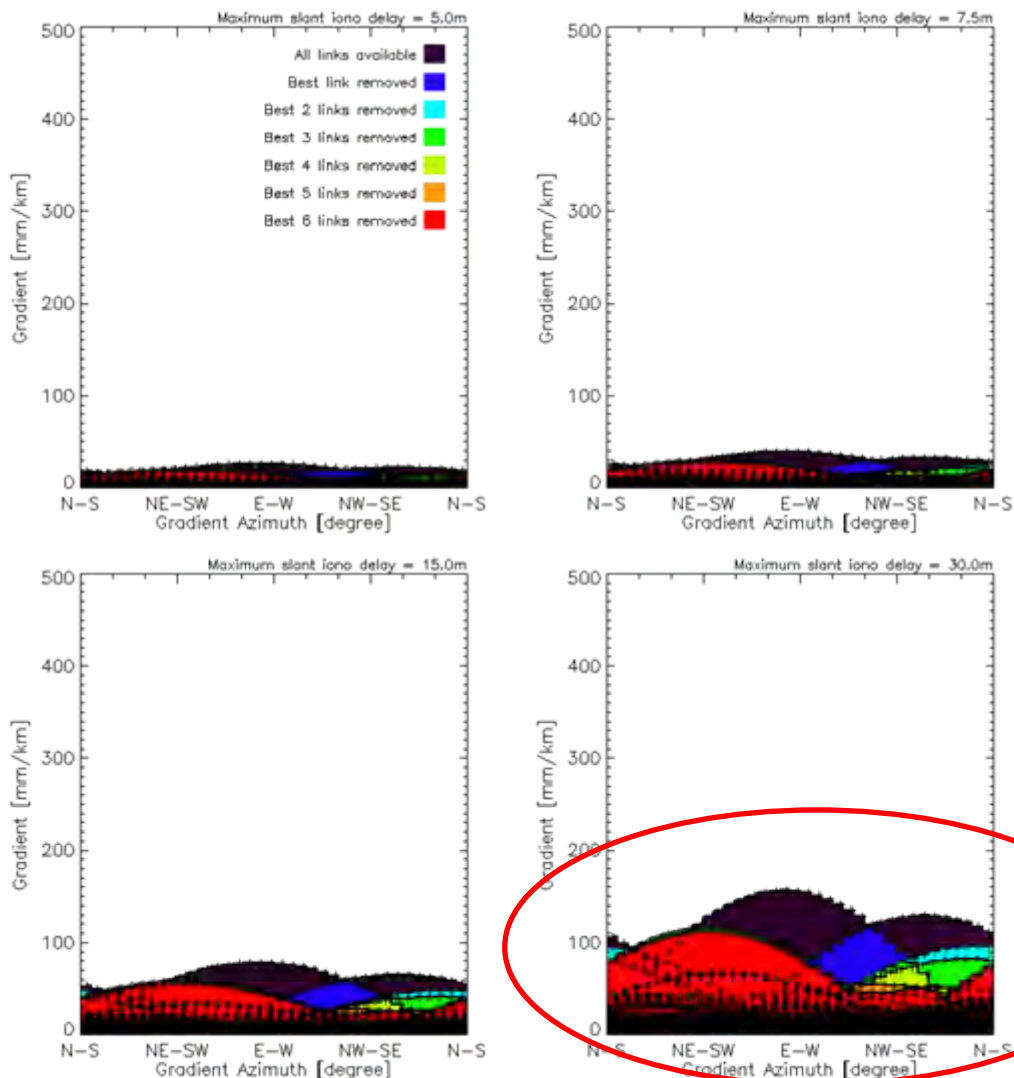 Maximum slant iono delay = 5.0m
500
400
300
200
100
0
Gradient [mm/km]
All links available
Best link removed
Best 2 links removed
Best 3 links removed
Best 4 links removed
Best 5 links removed
Best 6 links removed
N-S NE-SW E-W NW-SE N-S
Gradient Azimuth [degree]
Maximum slant iono delay = 7.5m
500
400
300
200
100
0
Gradient [mm/km]
N-S NE-SW E-W NW-SE N-S
Gradient Azimuth [degree]
Maximum slant iono delay = 15.0m
500
400
300
200
100
0
Gradient [mm/km]
N-S NE-SW E-W NW-SE N-S
Gradient Azimuth [degree]
Maximum slant iono delay = 30.0m
500
400
300
200
100
0
Gradient [mm/km]
N-S NE-SW E-W NW-SE N-S
Gradient Azimuth [degree]